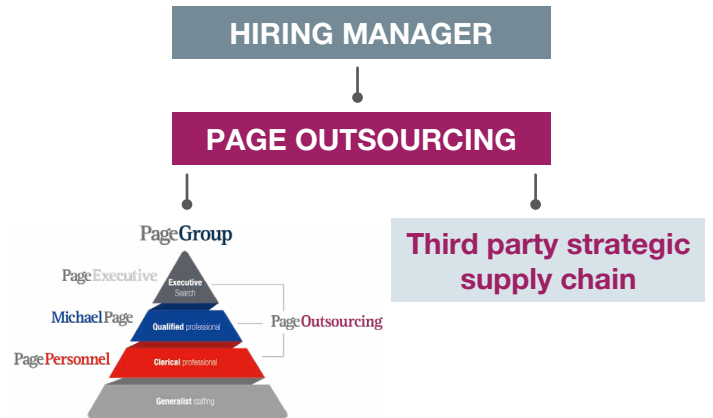 HIRING MANAGER
PAGE OUTSOURCING
PageGroup
Third party strategic
supply chain
PageExecutive
Executive
Search
MichaelPage
Qualified professional
PageOutsourcing
PagePersonnel
Clerical professional
Generalist staffing